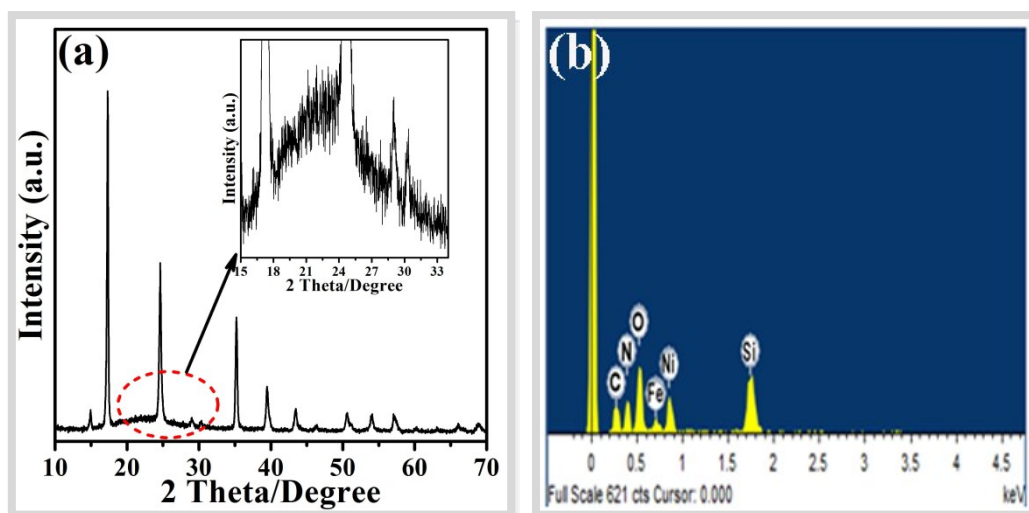 (a)
Intensity (a.u.)
Intensity (a.u.)
15 18 21 24 27 30 33
2 Theta/Degree
10 20 30 40 50 60 70
2 Theta/Degree
(b)
O
N
C
Fe
Ni
Si
0 0.5 1 1.5 2 2.5 3 3.5 4 4.5
Full Scale 621 cts Cursor: 0.000 keV